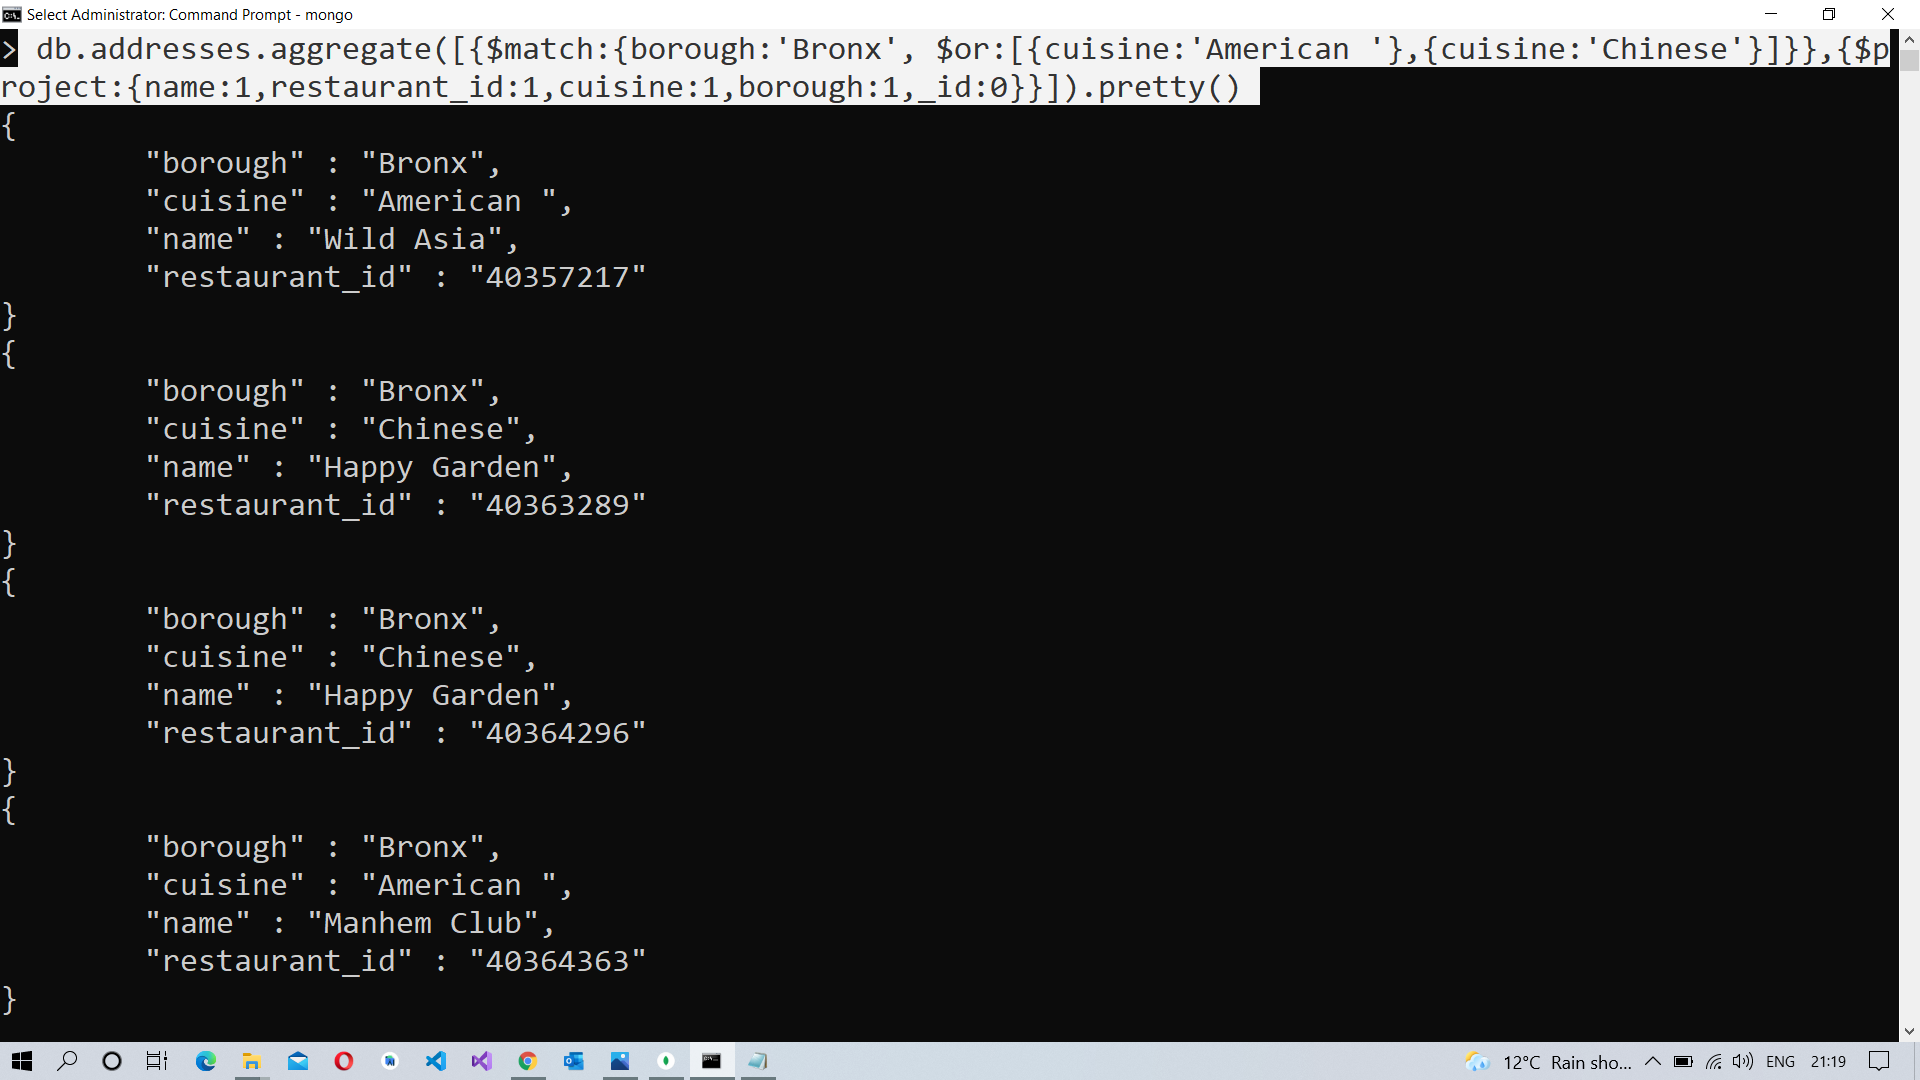 Select Administrator: Command Prompt - mongo
> db.addresses.aggregate([{$match:{borough:'Bronx', $or:[{cuisine:'American '},{cuisine:'Chinese'}]}},{$p
roject:{name:1,restaurant_id:1,cuisine:1,borough:1,_id:0}}]).pretty()
{
"borough" : "Bronx",
"cuisine" : "American ",
"name" : "Wild Asia",
"restaurant_id" : "40357217"
}
{
"borough" : "Bronx",
"cuisine" : "Chinese",
"name" : "Happy Garden",
"restaurant_id" : "40363289"
}
{
"borough" : "Bronx",
"cuisine" : "Chinese",
"name" : "Happy Garden",
"restaurant_id" : "40364296"
}
{
"borough" : "Bronx",
"cuisine" : "American ",
"name" : "Manhem Club",
"restaurant_id" : "40364363"
}
12°C Rain sho... ENG 21:19